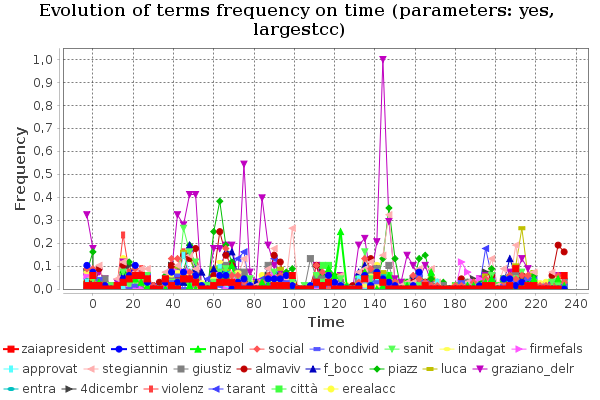 Evolution of terms frequency on time (parameters: yes,
largestcc)
Frequency
1,0
0,9
0,8
0,7
0,6
0,5
0,4
0,3
0,2
0,1
0,0
0 20 40 60 80 100 120 140 160 180 200 220 240
Time
zaiapresident settiman napol social condivid sanit indagat firmefals
approvat stegiannin giustiz almaviv f_bocc piazz luca graziano_delr
entra 4dicembr violenz tarant città erealacc